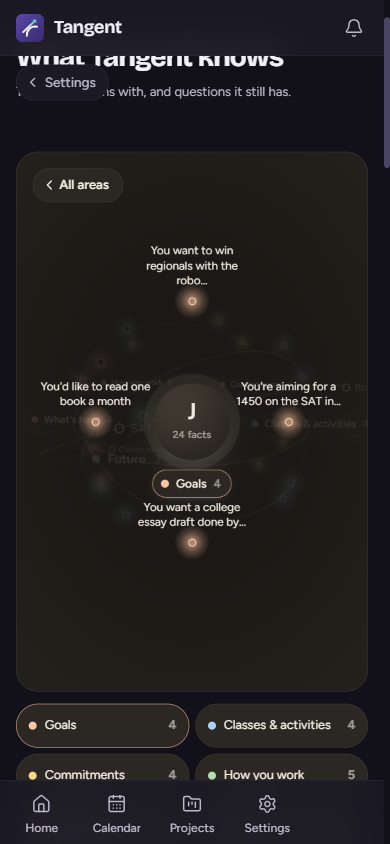 Tangent
What Tangent knows
Settings
ns with, and questions it still has.
All areas
You want to win
regionals with the
robo...
You'd like to read one
book a month
You're aiming for a
1450 on the SAT in...
J
24 facts
What's
SAT
Classes & activities 4
Future
Goals 4
You want a college
essay draft done by...
Goals 4
Classes & activities 4
Commitments 4
How you work 5
Home
Calendar
Projects
Settings